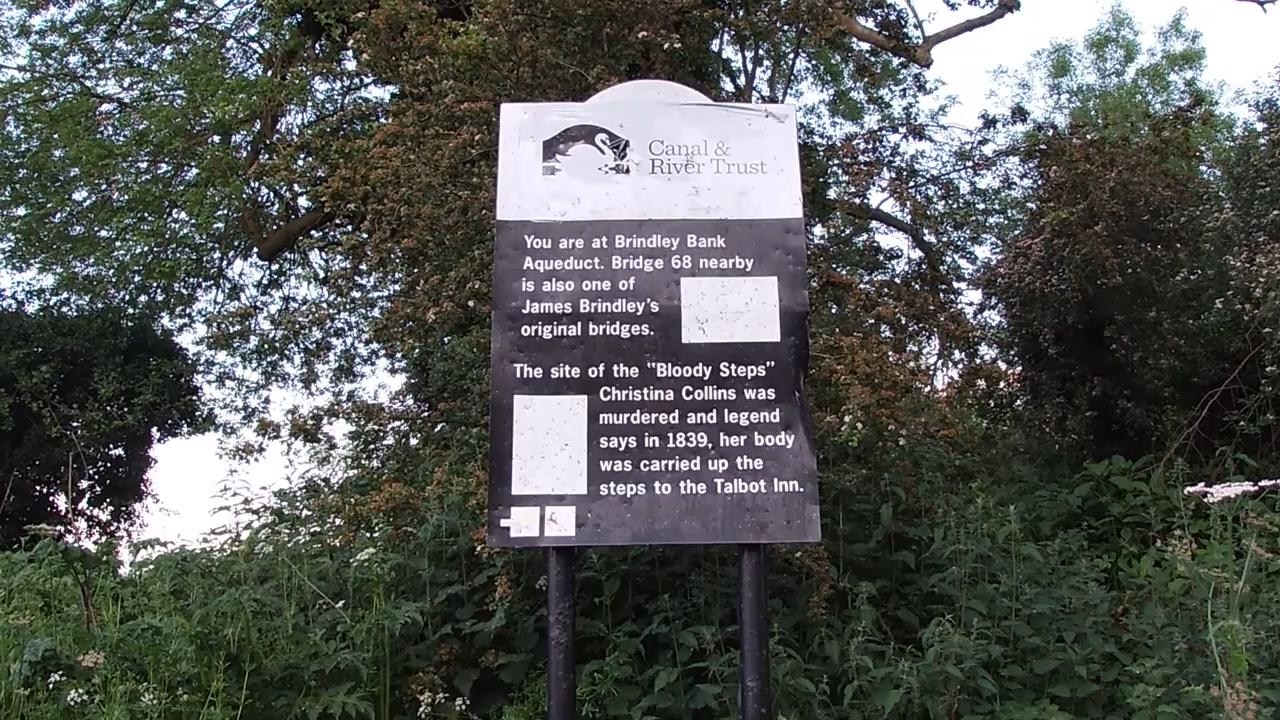 Canal &
River Trust
You are at Brindley Bank
Aqueduct. Bridge 68 nearby
is also one of
James Brindley's
original bridges.
The site of the "Bloody Steps"
Christina Collins was
murdered and legend
says in 1839, her body
was carried up the
steps to the Talbot Inn.